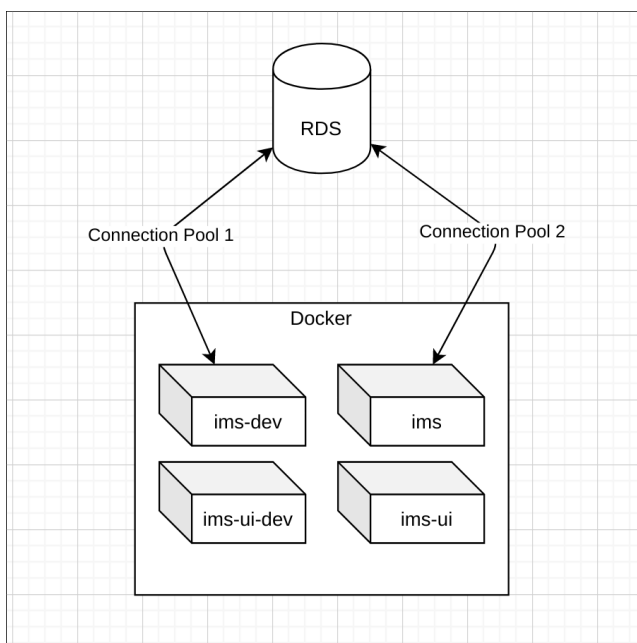 RDS
Connection Pool 1
Connection Pool 2
Docker
ims-dev
ims
ims-ui-dev
ims-ui